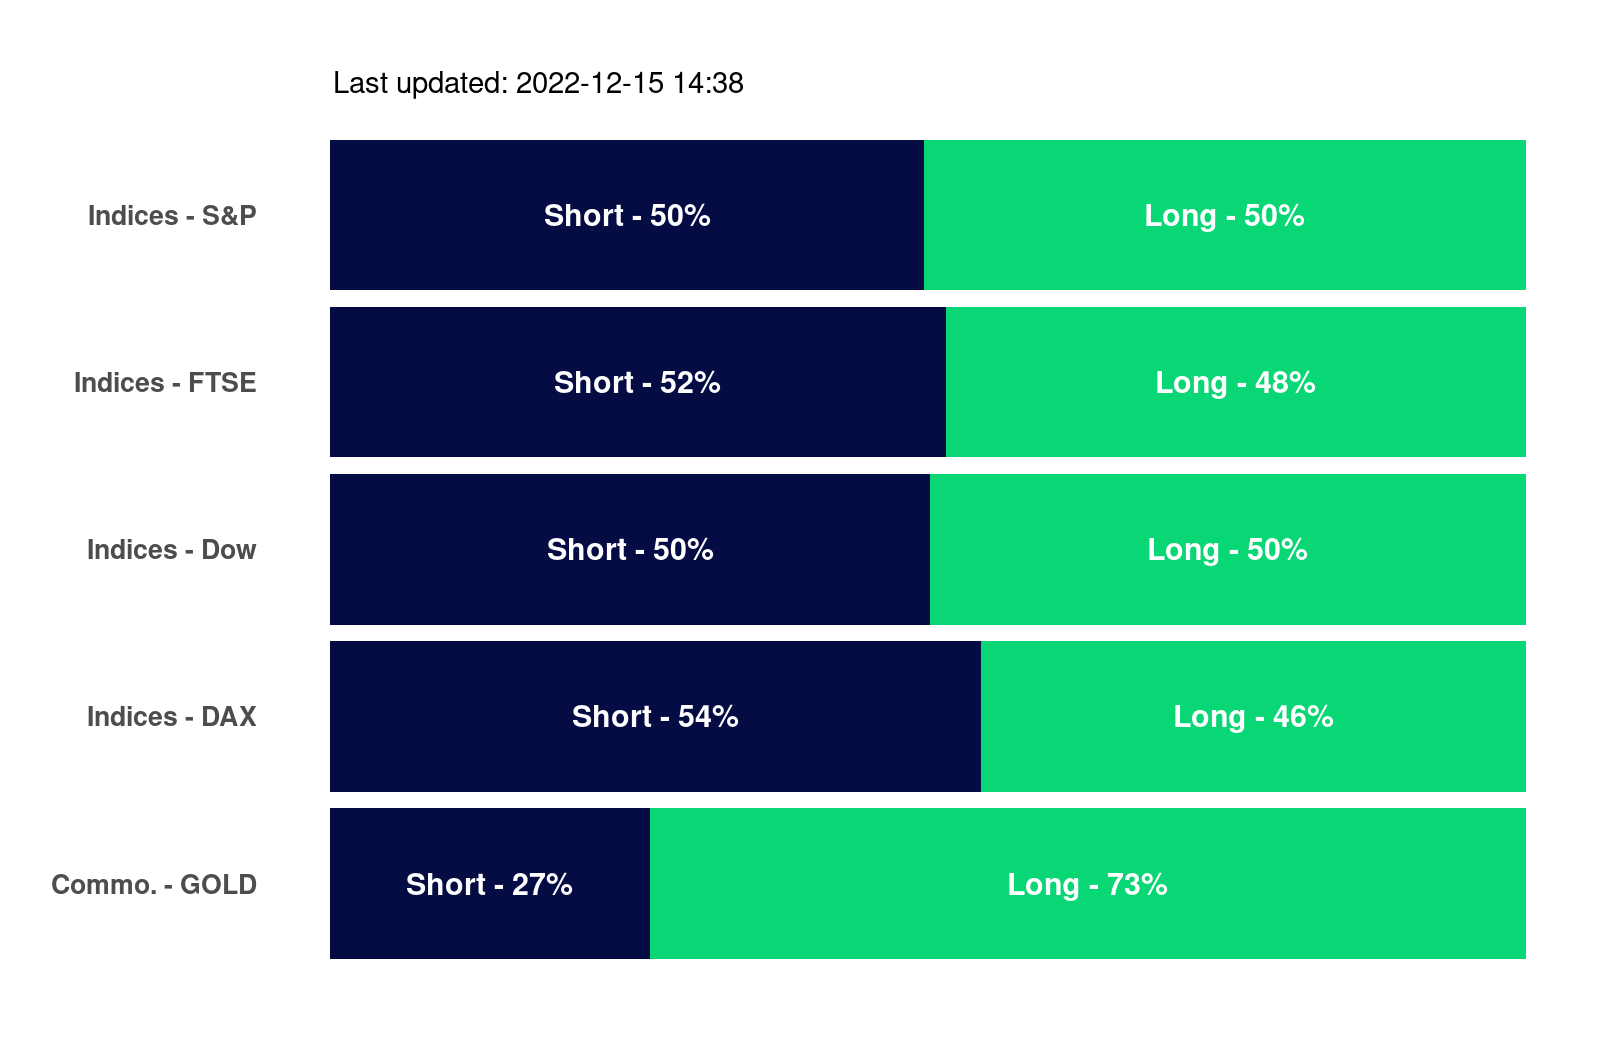 Last updated: 2022-12-15 14:38
Indices - S&P Short - 50% Long - 50%
Indices - FTSE Short - 52% Long - 48%
Indices - Dow Short - 50% Long - 50%
Indices - DAX Short - 54% Long - 46%
Commo. - GOLD Short - 27% Long - 73%